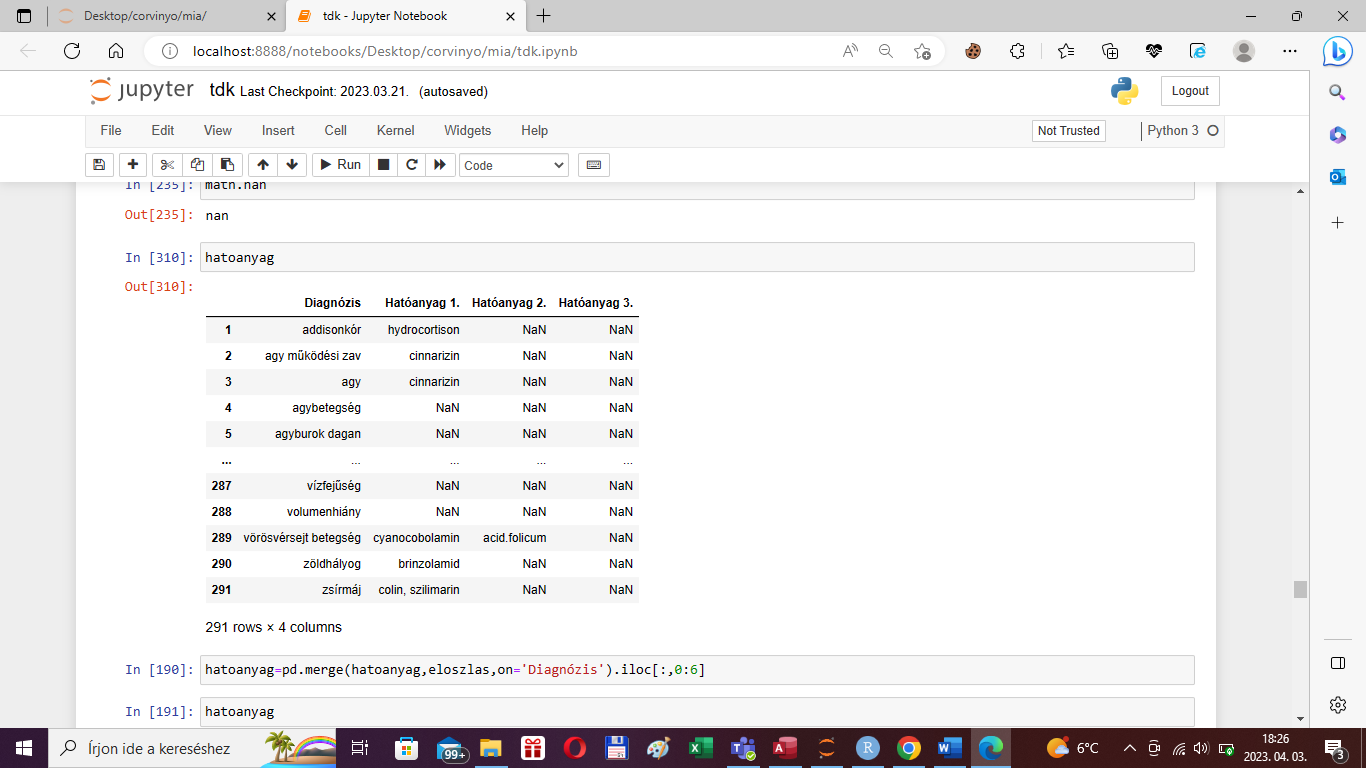 Desktop/corvinyo/mia/
tdk - Jupyter Notebook
localhost:8888/notebooks/Desktop/corvinyo/mia/tdk.ipynb
jupyter tdk Last Checkpoint: 2023.03.21. (autosaved)
Logout
File Edit View Insert Cell Kernel Widgets Help
Not Trusted
Python 3
Run
Code
In [235]: math.nan
Out[235]: nan
In [310]: hatoanyag
Out[310]:
Diagnózis Hatóanyag 1. Hatóanyag 2. Hatóanyag 3.
1 addisonkór hydrocortison NaN NaN
2 agy működési zav cinnarizin NaN NaN
3 agy cinnarizin NaN NaN
4 agybetegség NaN NaN NaN
5 agyburok dagan NaN NaN NaN
... ... ... ... ...
287 vízfejűség NaN NaN NaN
288 volumenhiány NaN NaN NaN
289 vörösvérsejt betegség cyanocobolamin acid.folicum NaN
290 zöldhályog brinzolamid NaN NaN
291 zsírmáj colin, szilimarin NaN NaN
291 rows × 4 columns
In [190]: hatoanyag=pd.merge(hatoanyag,eloszlas,on='Diagnózis').iloc[:,0:6]
In [191]: hatoanyag
Írjon ide a kereséshez
99+
6°C
18:26
2023. 04. 03.
3